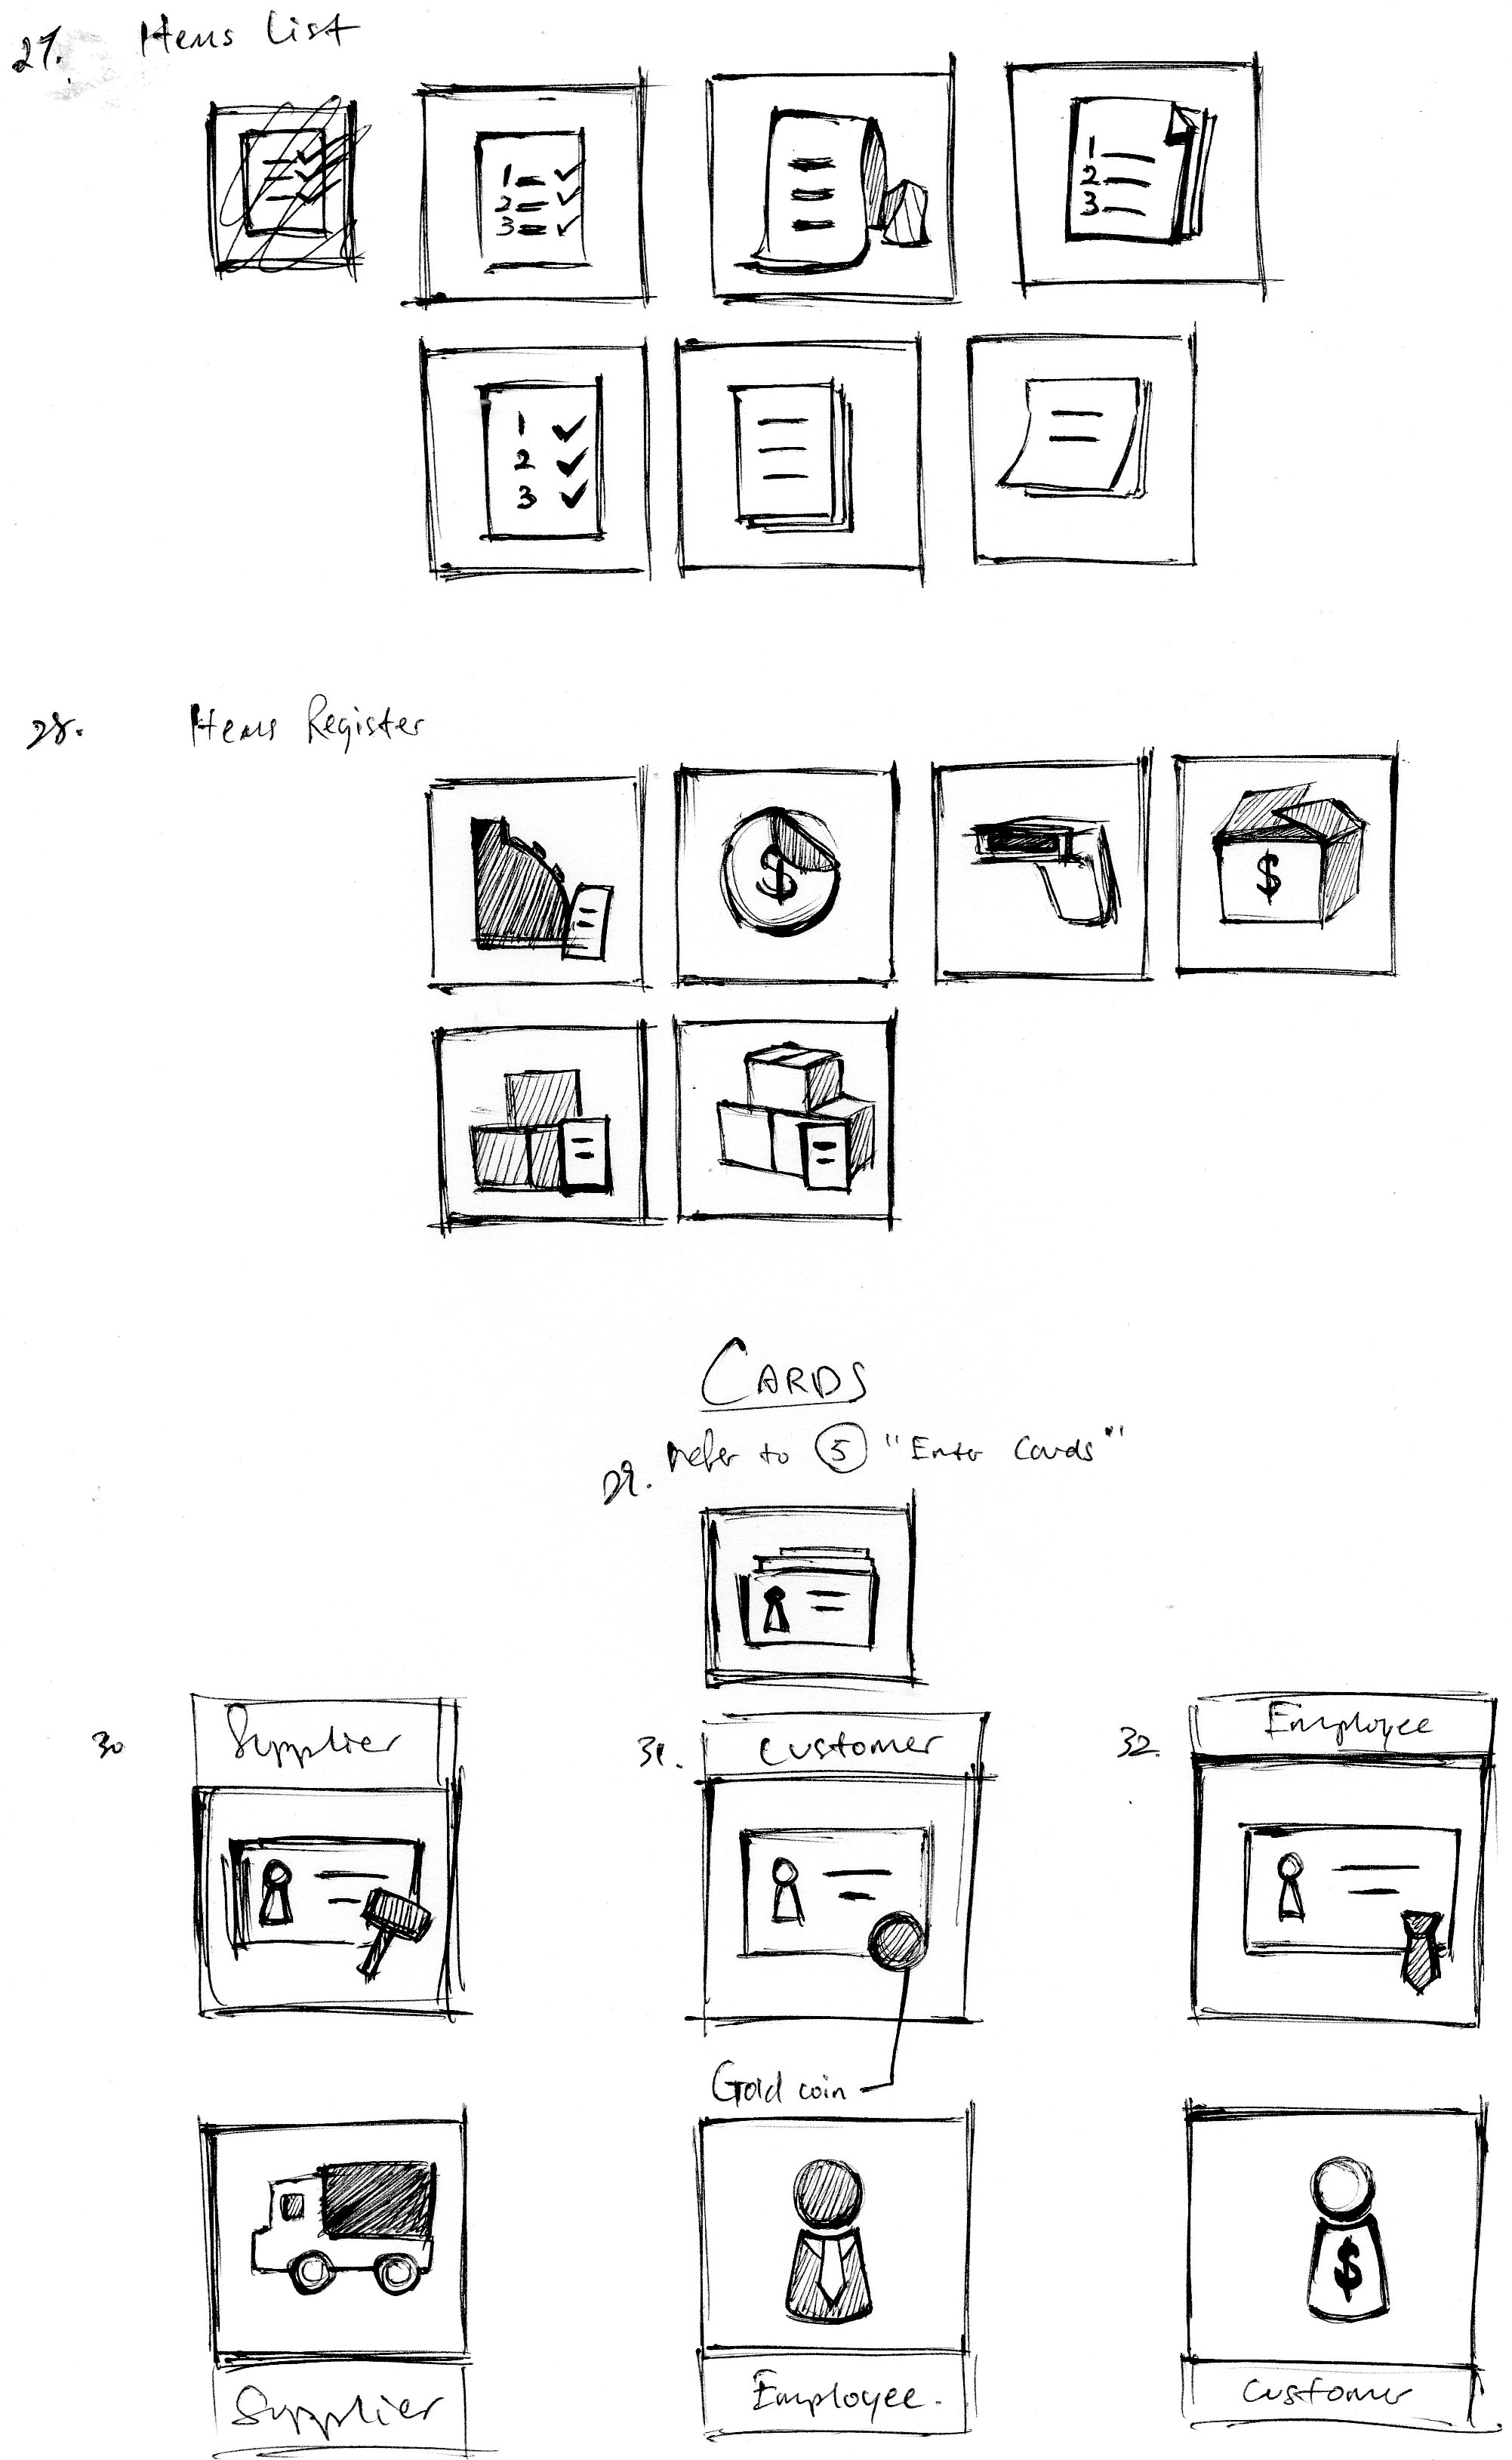 27. Items List
1
2
3
1
2
3
1
2
3
28. Items Register
$
$
CARDS
29. refer to 5 "Enter Cards"
30 Supplier
31. Customer
32. Employee
Gold coin
$
Supplier
Employee.
Customer